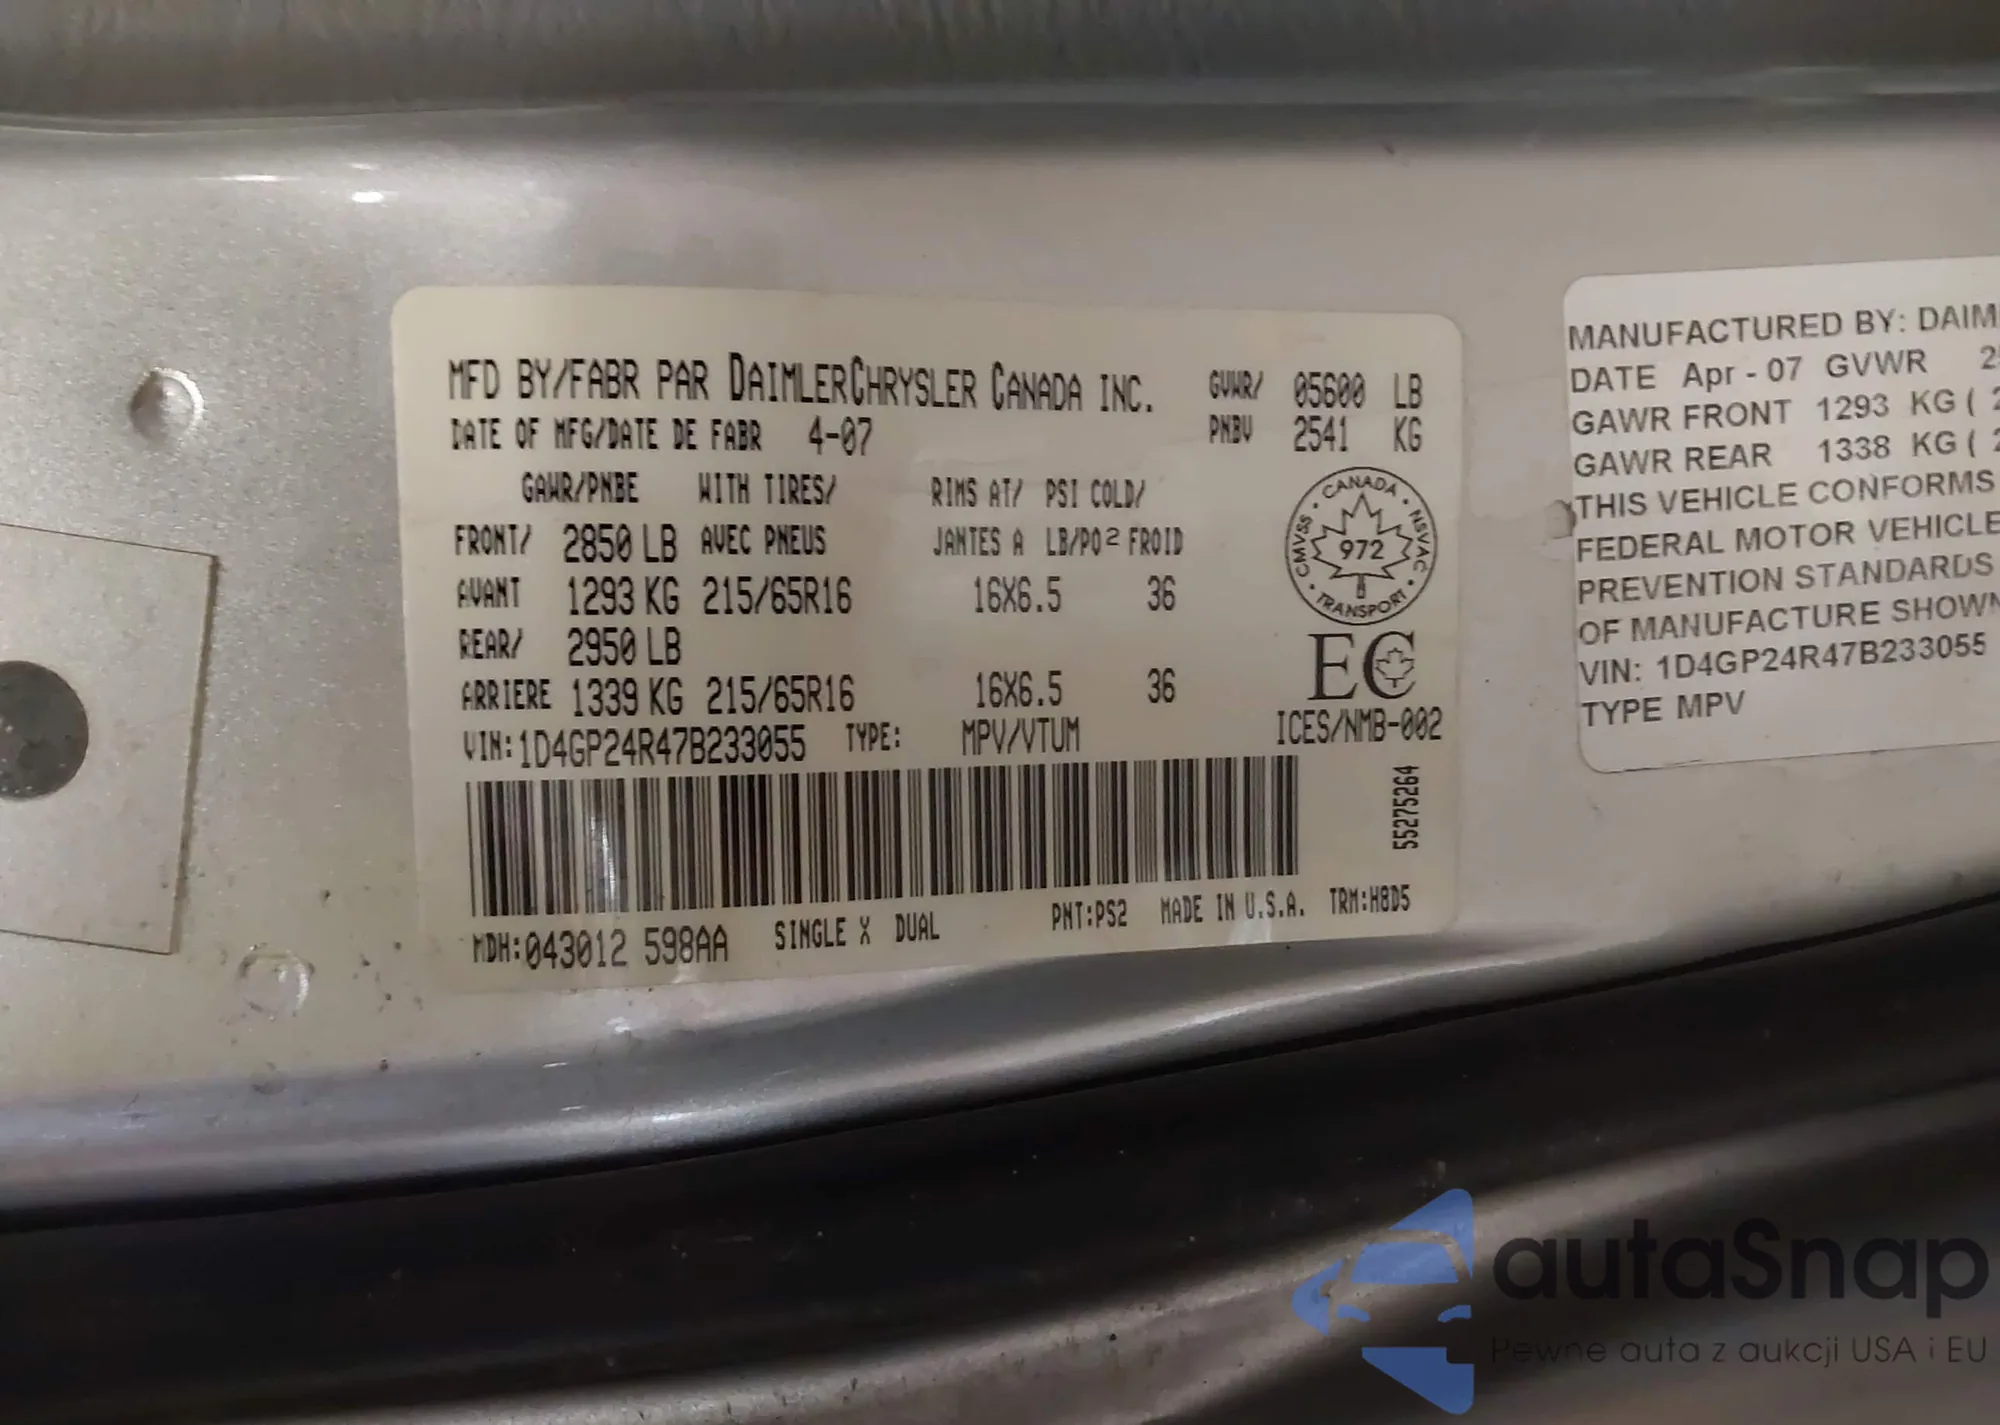 MFD BY/FABR PAR DAIMLERCHRYSLER CANADA INC. GVWR/ 05600 LB
DATE OF MFG/DATE DE FABR 4-07 PNBV 2541 KG
GAWR/PNBE WITH TIRES/ RIMS AT/ PSI COLD/
FRONT/ 2850 LB AVEC PNEUS JANTES A LB/PO² FROID
AVANT 1293 KG 215/65R16 16X6.5 36
REAR/ 2950 LB
ARRIERE 1339 KG 215/65R16 16X6.5 36
VIN: 1D4GP24R47B233055 TYPE: MPV/VTUM
CANADA
CMVSS 972 NSVAC
TRANSPORT
EC
ICES/NMB-002
55275264
MDH: 043012 598AA SINGLE X DUAL PNT:PS2 MADE IN U.S.A. TRM:H8D5
MANUFACTURED BY: DAIM
DATE Apr - 07 GVWR 2
GAWR FRONT 1293 KG ( 2
GAWR REAR 1338 KG ( 2
THIS VEHICLE CONFORMS
FEDERAL MOTOR VEHICLE
PREVENTION STANDARDS
OF MANUFACTURE SHOWN
VIN: 1D4GP24R47B233055
TYPE MPV
autaSnap
Pewne auta z aukcji USA i EU